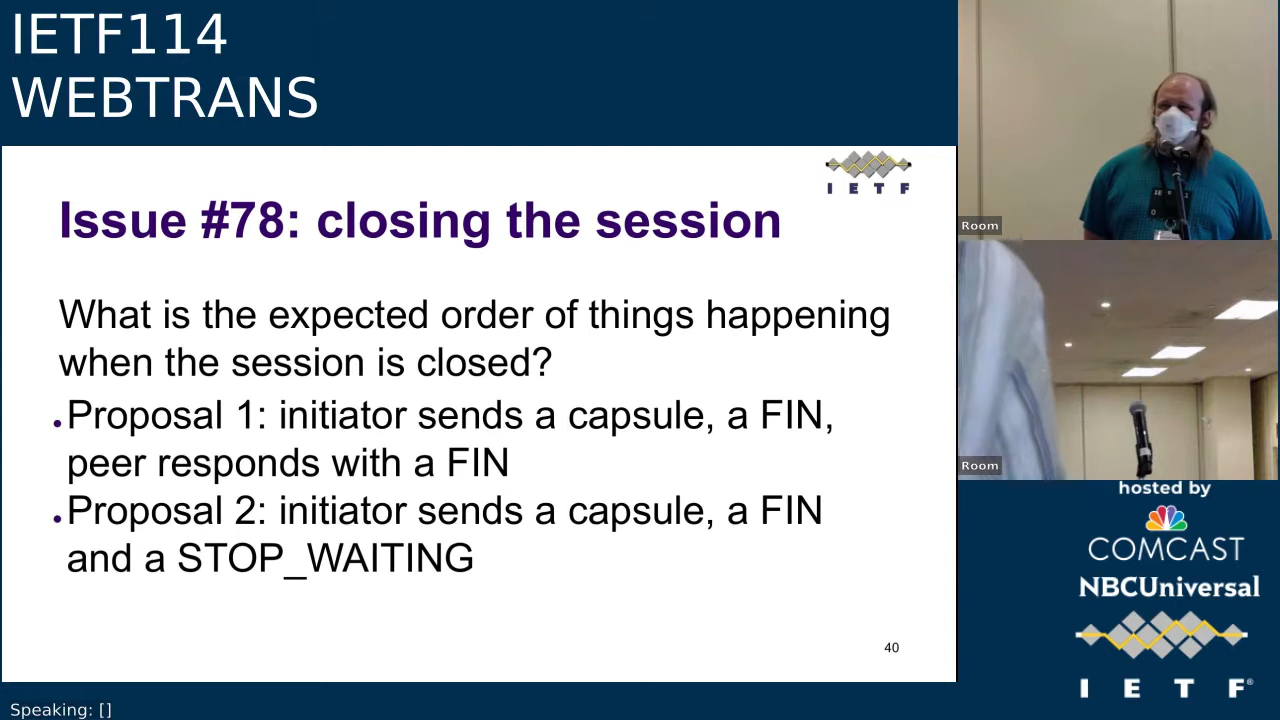 IETF114
WEBTRANS
I E T F
Issue #78: closing the session
What is the expected order of things happening
when the session is closed?
• Proposal 1: initiator sends a capsule, a FIN,
peer responds with a FIN
• Proposal 2: initiator sends a capsule, a FIN
and a STOP_WAITING
40
Room
Room
hosted by
COMCAST
NBCUniversal
I E T F®
Speaking: []